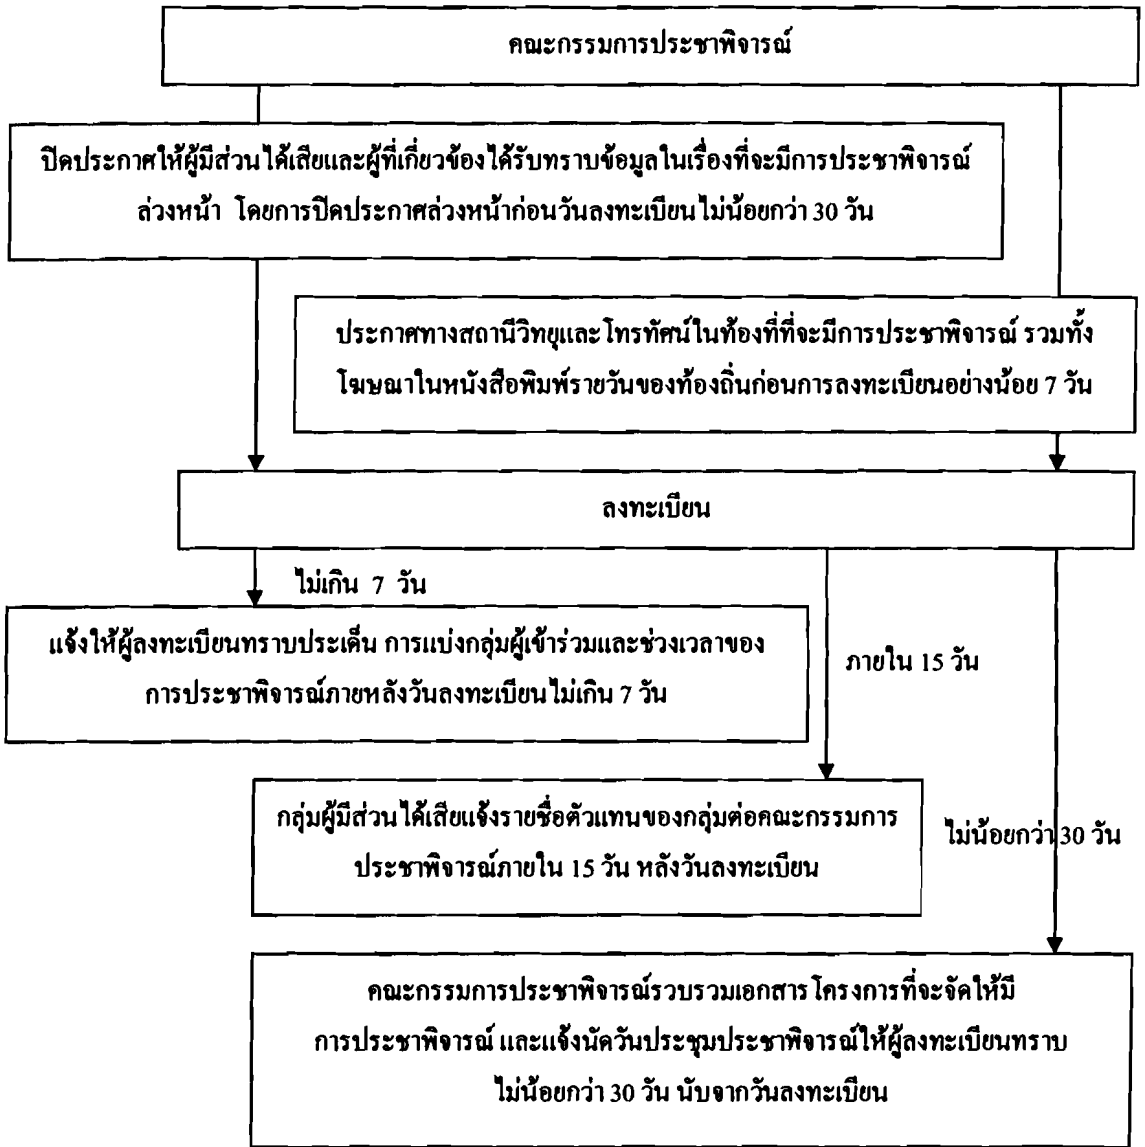 คณะกรรมการประชาพิจารณ์
ปิดประกาศให้ผู้มีส่วนได้เสียและผู้ที่เกี่ยวข้องได้รับทราบข้อมูลในเรื่องที่จะมีการประชาพิจารณ์
ล่วงหน้า โดยการปิดประกาศล่วงหน้าก่อนวันลงทะเบียนไม่น้อยกว่า 30 วัน
ประกาศทางสถานีวิทยุและโทรทัศน์ในท้องที่ที่จะมีการประชาพิจารณ์ รวมทั้ง
โฆษณาในหนังสือพิมพ์รายวันของท้องถิ่นก่อนการลงทะเบียนอย่างน้อย 7 วัน
ลงทะเบียน
ไม่เกิน 7 วัน
แจ้งให้ผู้ลงทะเบียนทราบประเด็น การแบ่งกลุ่มผู้เข้าร่วมและช่วงเวลาของ
การประชาพิจารณ์ภายหลังวันลงทะเบียนไม่เกิน 7 วัน
ภายใน 15 วัน
กลุ่มผู้มีส่วนได้เสียแจ้งรายชื่อตัวแทนของกลุ่มต่อคณะกรรมการ
ประชาพิจารณ์ภายใน 15 วัน หลังวันลงทะเบียน
ไม่น้อยกว่า 30 วัน
คณะกรรมการประชาพิจารณ์รวบรวมเอกสารโครงการที่จะจัดให้มี
การประชาพิจารณ์ และแจ้งนัดวันประชุมประชาพิจารณ์ให้ผู้ลงทะเบียนทราบ
ไม่น้อยกว่า 30 วัน นับจากวันลงทะเบียน